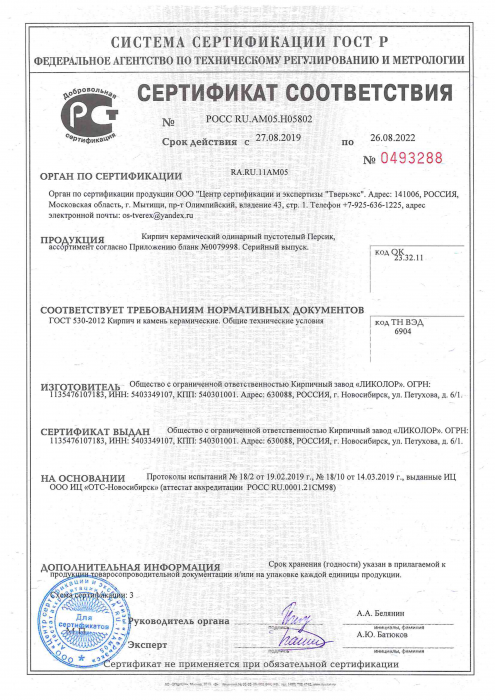 СИСТЕМА СЕРТИФИКАЦИИ ГОСТ Р
ФЕДЕРАЛЬНОЕ АГЕНТСТВО ПО ТЕХНИЧЕСКОМУ РЕГУЛИРОВАНИЮ И МЕТРОЛОГИИ
Добровольная
сертификация
СЕРТИФИКАТ СООТВЕТСТВИЯ
№ РОСС RU.АМ05.Н05802
Срок действия с 27.08.2019 по 26.08.2022
№ 0493288
ОРГАН ПО СЕРТИФИКАЦИИ RA.RU.11АМ05
Орган по сертификации продукции ООО "Центр сертификации и экспертизы "Тверьэкс". Адрес: 141006, РОССИЯ,
Московская область, г. Мытищи, пр-т Олимпийский, владение 43, стр. 1. Телефон +7-925-636-1225, адрес
электронной почты: os-tverex@yandex.ru
ПРОДУКЦИЯ Кирпич керамический одинарный пустотелый Персик,
ассортимент согласно Приложению бланк №0079998. Серийный выпуск.
код ОК
23.32.11
СООТВЕТСТВУЕТ ТРЕБОВАНИЯМ НОРМАТИВНЫХ ДОКУМЕНТОВ
ГОСТ 530-2012 Кирпич и камень керамические. Общие технические условия
код ТН ВЭД
6904
ИЗГОТОВИТЕЛЬ Общество с ограниченной ответственностью Кирпичный завод «ЛИКОЛОР». ОГРН:
1135476107183, ИНН: 5403349107, КПП: 540301001. Адрес: 630088, РОССИЯ, г. Новосибирск, ул. Петухова, д. 6/1.
СЕРТИФИКАТ ВЫДАН Общество с ограниченной ответственностью Кирпичный завод «ЛИКОЛОР». ОГРН:
1135476107183, ИНН: 5403349107, КПП: 540301001. Адрес: 630088, РОССИЯ, г. Новосибирск, ул. Петухова, д. 6/1.
НА ОСНОВАНИИ Протоколы испытаний № 18/2 от 19.02.2019 г., № 18/10 от 14.03.2019 г., выданные ИЦ
ООО ИЦ «ОТС-Новосибирск» (аттестат аккредитации РОСС RU.0001.21СМ98)
ДОПОЛНИТЕЛЬНАЯ ИНФОРМАЦИЯ Срок хранения (годности) указан в прилагаемой к
продукции товаросопроводительной документации и/или на упаковке каждой единицы продукции.
Схема сертификации: 3
Для
сертификатов
М.П.
Руководитель органа
подпись
А.А. Белянин
инициалы, фамилия
Эксперт
подпись
А.Ю. Батюков
инициалы, фамилия
Сертификат не применяется при обязательной сертификации